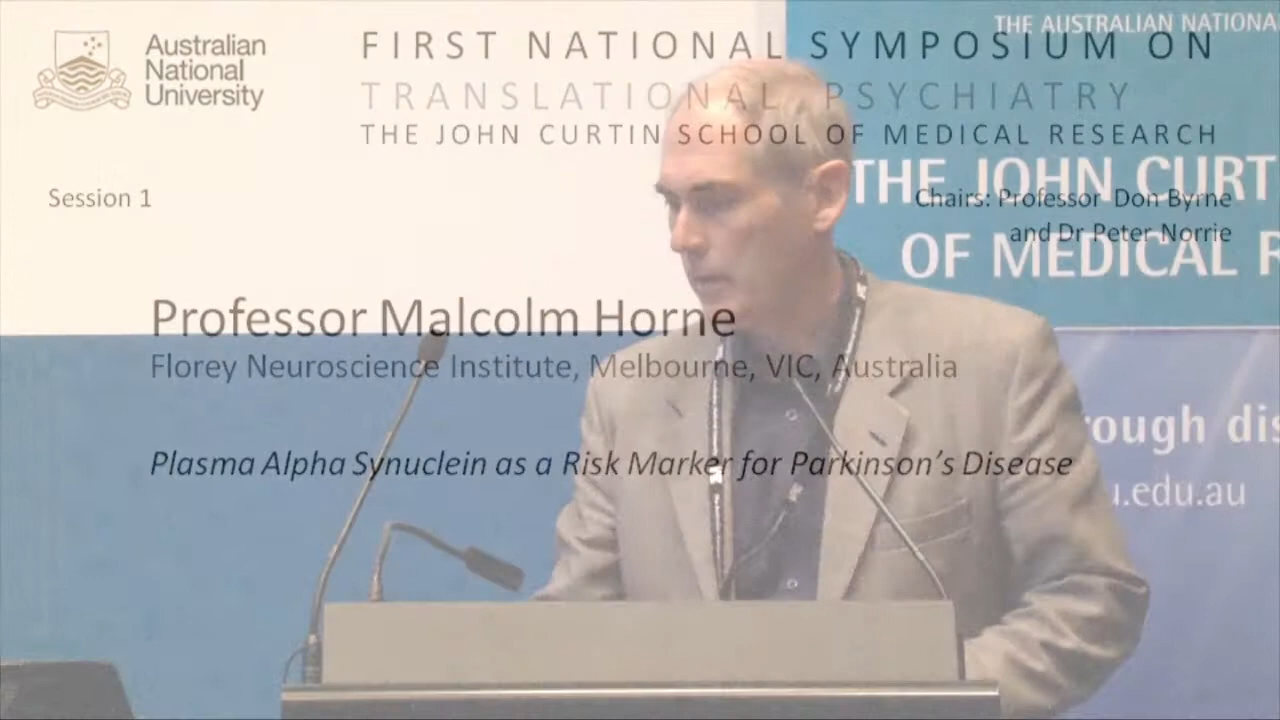 Australian
National
University
FIRST NATIONAL SYMPOSIUM ON
TRANSLATIONAL PSYCHIATRY
THE JOHN CURTIN SCHOOL OF MEDICAL RESEARCH
THE AUSTRALIAN NATIONA
THE JOHN CURT
OF MEDICAL R
Session 1
Chairs: Professor Don Byrne
and Dr Peter Norrie
Professor Malcolm Horne
Florey Neuroscience Institute, Melbourne, VIC, Australia
Plasma Alpha Synuclein as a Risk Marker for Parkinson's Disease
rough dis
u.edu.au